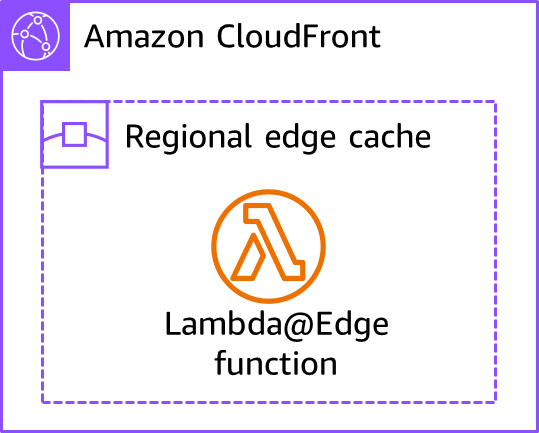 Amazon CloudFront
Regional edge cache
Lambda@Edge
function